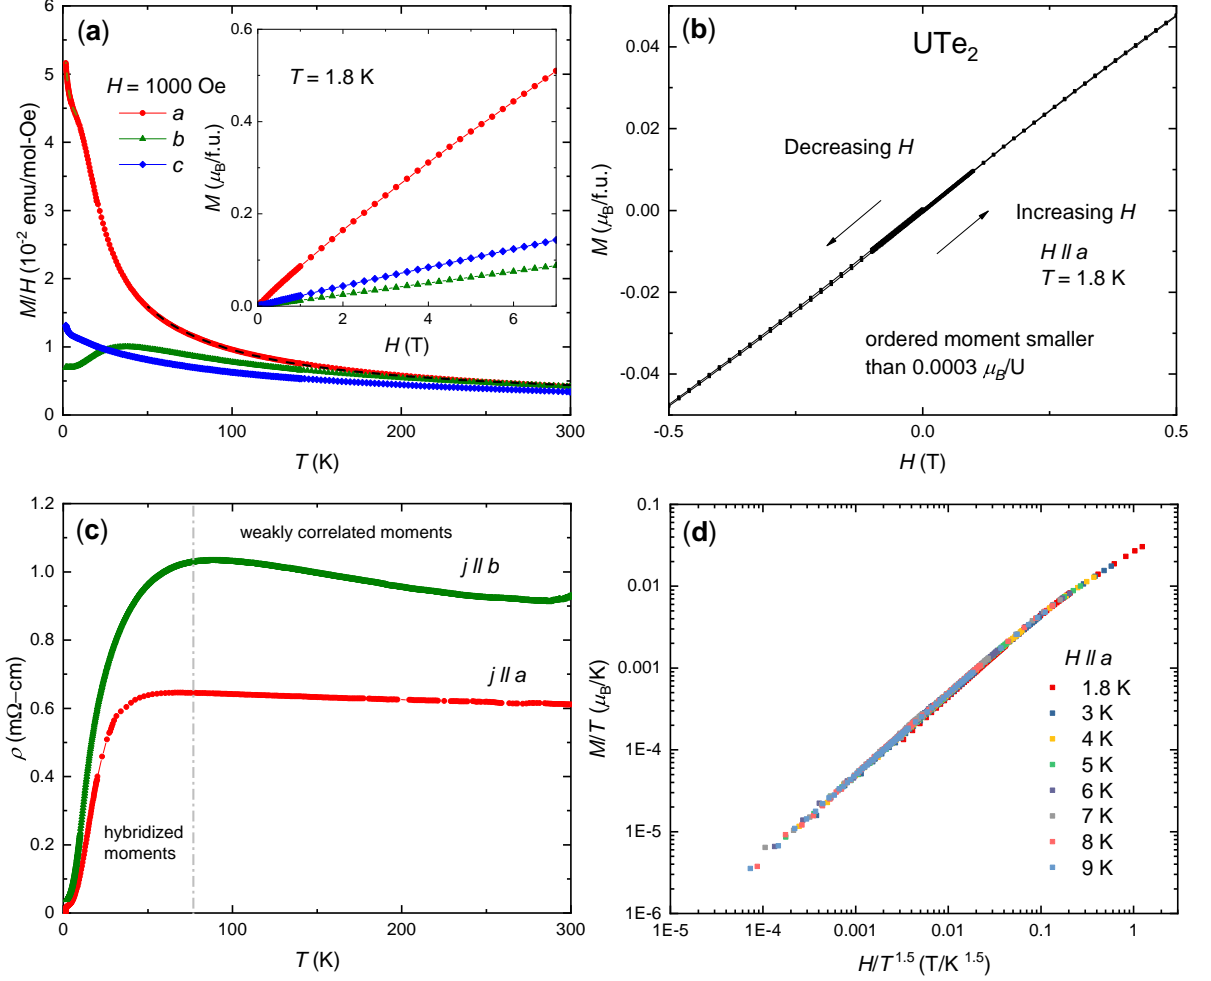 (a)
H = 1000 Oe
a
b
c
M/H (10⁻² emu/mol-Oe)
6
5
4
3
2
1
0
0 100 200 300
T (K)
T = 1.8 K
M (μB/f.u.)
0.6
0.4
0.2
0.0
0 2 4 6
H (T)
(b)
UTe₂
M (μB/f.u.)
0.04
0.02
0.00
-0.02
-0.04
Decreasing H
Increasing H
H // a
T = 1.8 K
ordered moment smaller
than 0.0003 μB/U
-0.5 0.0 0.5
H (T)
(c)
weakly correlated moments
j // b
j // a
hybridized
moments
ρ (mΩ−cm)
1.2
1.0
0.8
0.6
0.4
0.2
0
0 100 200 300
T (K)
(d)
M/T (μB/K)
0.1
0.01
0.001
1E-4
1E-5
1E-6
H // a
1.8 K
3 K
4 K
5 K
6 K
7 K
8 K
9 K
1E-5 1E-4 0.001 0.01 0.1 1
H/T^1.5 (T/K^1.5)